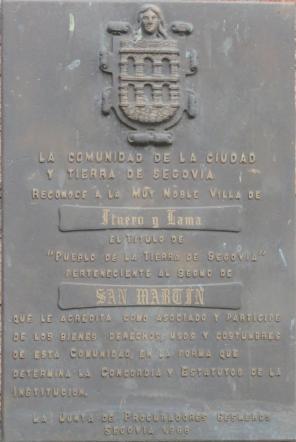 LA COMUNIDAD DE LA CIUDAD
Y TIERRA DE SEGOVIA
RECONOCE A LA MUY NOBLE VILLA DE
Ituero y Lama
EL TITULO DE
"PUEBLO DE LA TIERRA DE SEGOVIA"
PERTENECIENTE AL SEXMO DE
SAN MARTIN
QUE LE ACREDITA COMO ASOCIADO Y PARTICIPE
DE LOS BIENES, DERECHOS, USOS Y COSTUMBRES
DE ESTA COMUNIDAD, EN LA FORMA QUE
DETERMINA LA CONCORDIA Y ESTATUTOS DE LA
INSTITUCION.
LA JUNTA DE PROCURADORES SESMEROS
SEGOVIA